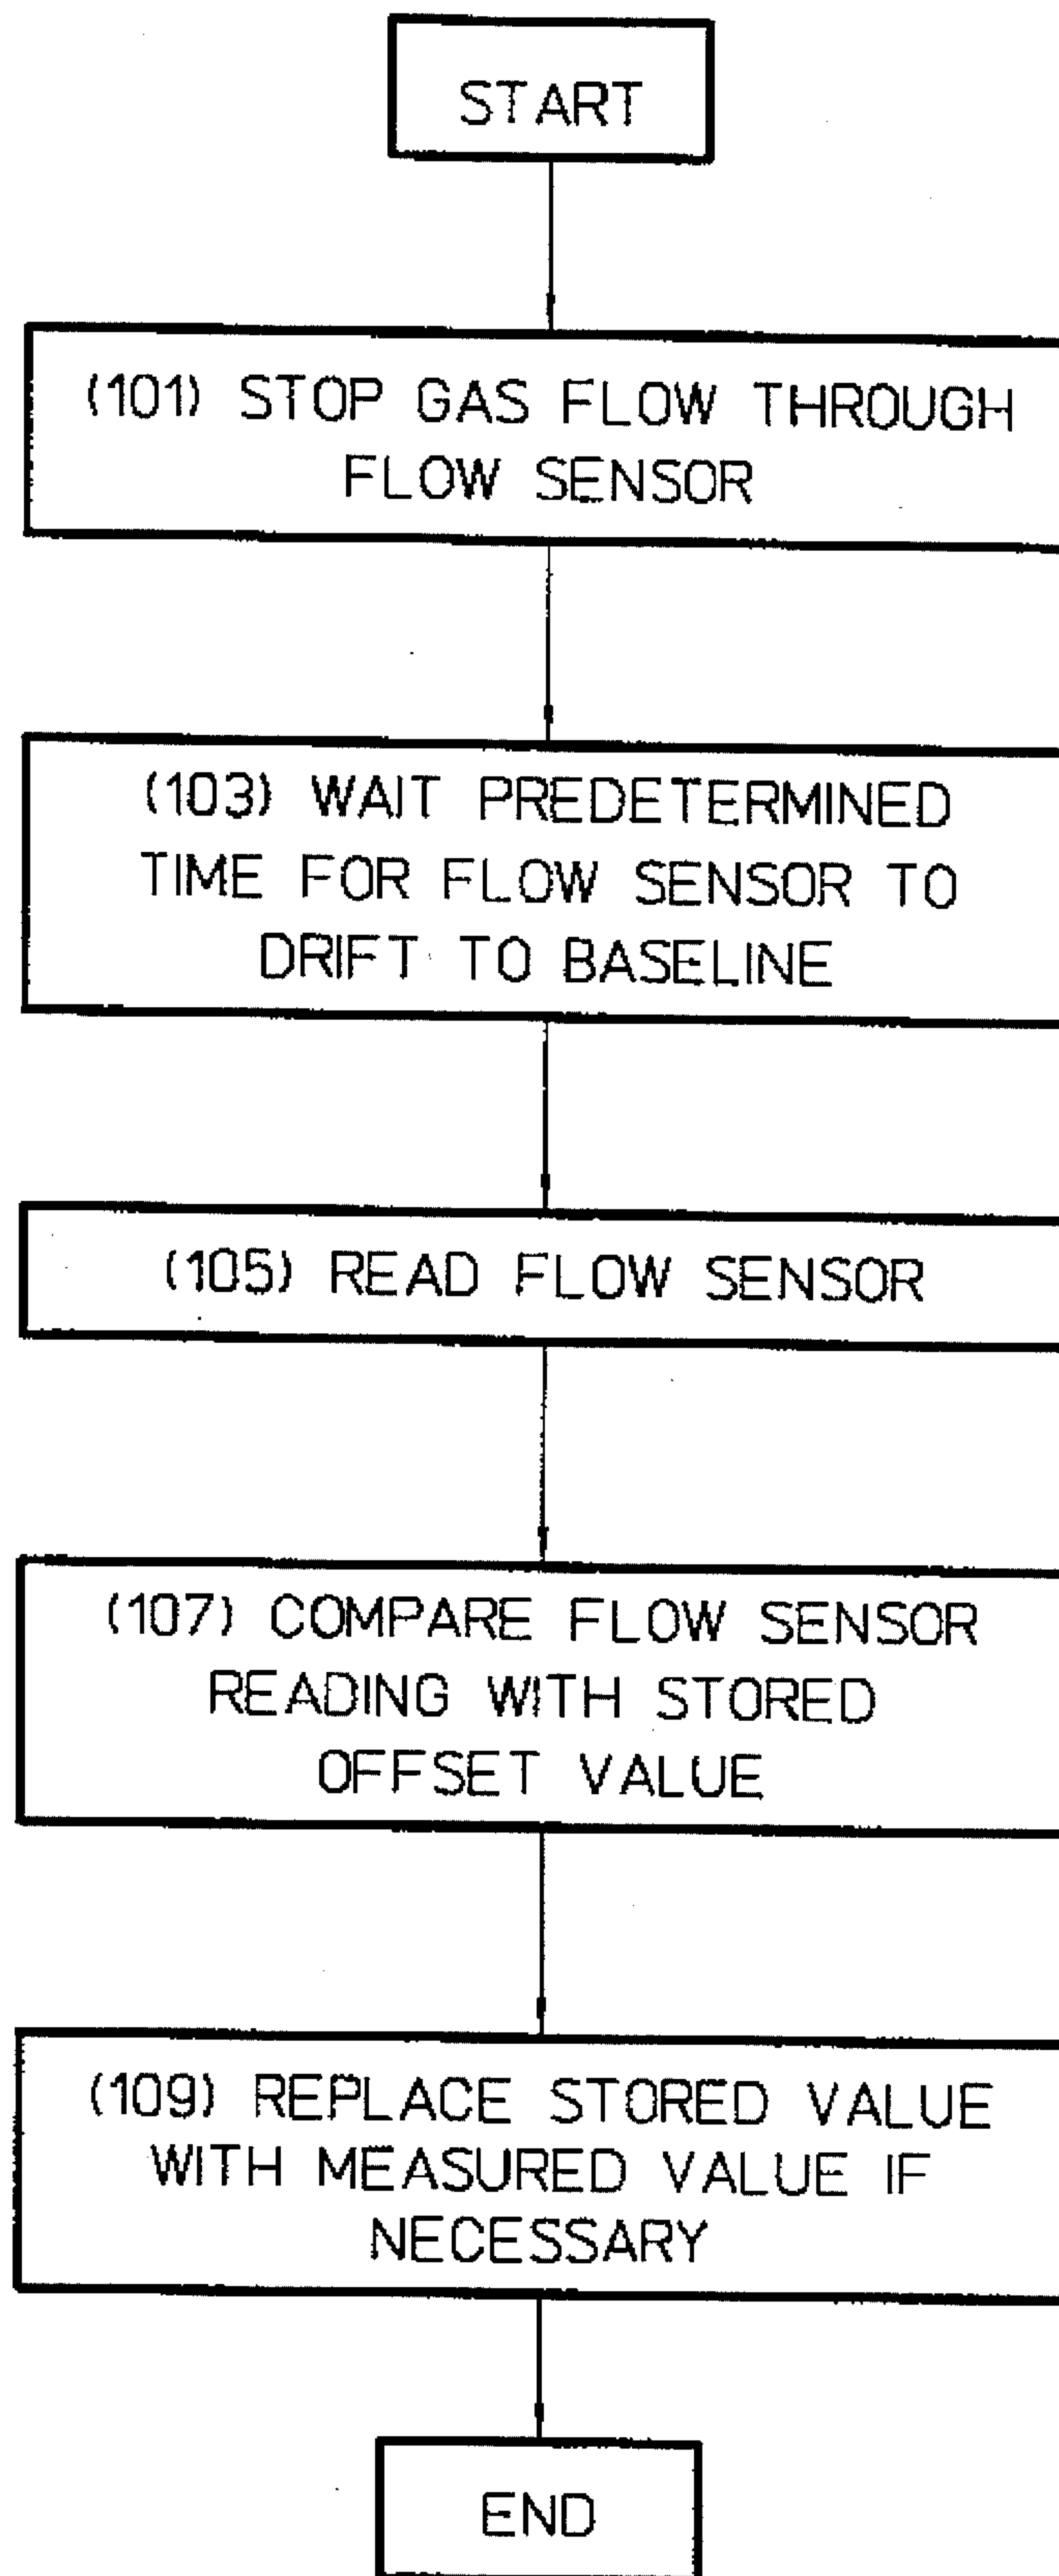 START
(101) STOP GAS FLOW THROUGH
FLOW SENSOR
(103) WAIT PREDETERMINED
TIME FOR FLOW SENSOR TO
DRIFT TO BASELINE
(105) READ FLOW SENSOR
(107) COMPARE FLOW SENSOR
READING WITH STORED
OFFSET VALUE
(109) REPLACE STORED VALUE
WITH MEASURED VALUE IF
NECESSARY
END